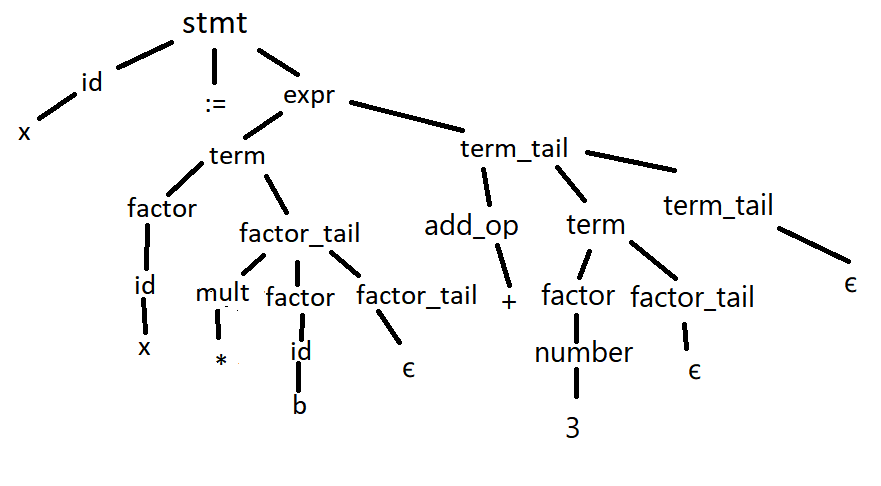 stmt
id := expr
x
term term_tail
factor factor_tail add_op term term_tail
id mult factor factor_tail + factor factor_tail ϵ
x * id ϵ number ϵ
b 3